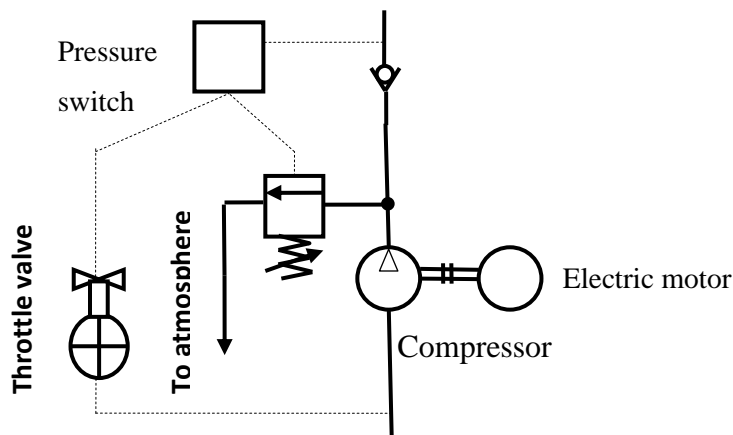 Pressure
switch
Throttle valve
To atmosphere
Electric motor
Compressor